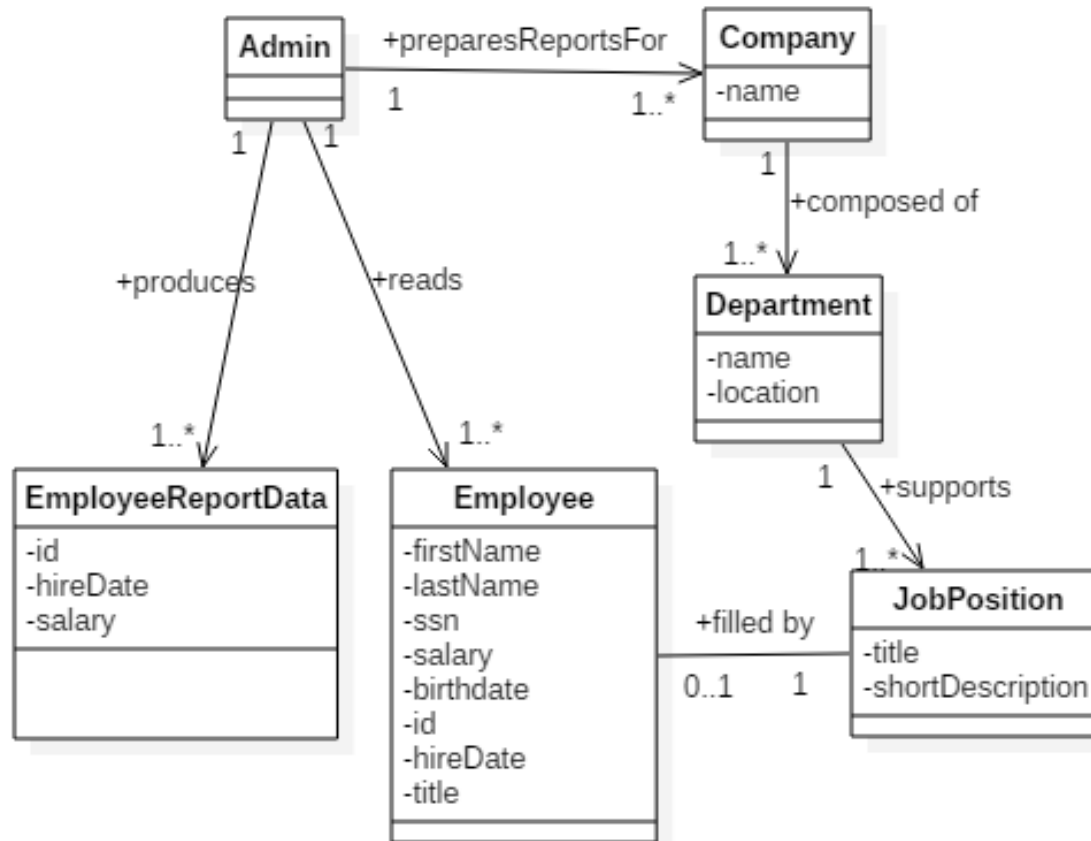 Admin
+preparesReportsFor
1
1..*
Company
-name
1
1
1
+composed of
1..*
+produces
+reads
Department
-name
-location
1..*
1..*
1
+supports
1..*
EmployeeReportData
-id
-hireDate
-salary
Employee
-firstName
-lastName
-ssn
-salary
-birthdate
-id
-hireDate
-title
+filled by
0..1
1
JobPosition
-title
-shortDescription